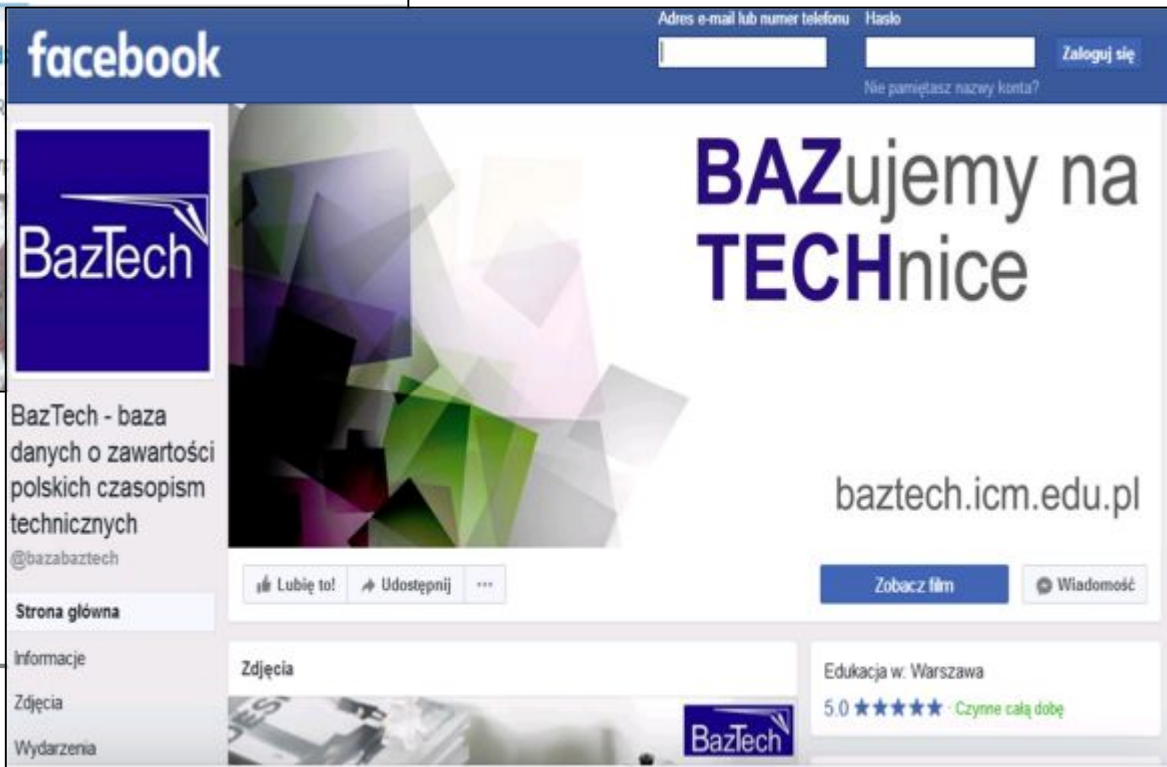 facebook
Adres e-mail lub numer telefonu
Hasło
Zaloguj się
Nie pamiętasz nazwy konta?
BazTech
BAZujemy na
TECHnice
baztech.icm.edu.pl
BazTech - baza
danych o zawartości
polskich czasopism
technicznych
@bazabaztech
Lubię to!
Udostępnij
Zobacz film
Wiadomość
Strona główna
Informacje
Zdjęcia
Wydarzenia
Zdjęcia
BazTech
Edukacja w: Warszawa
5.0 ★★★★★ · Czynne całą dobę